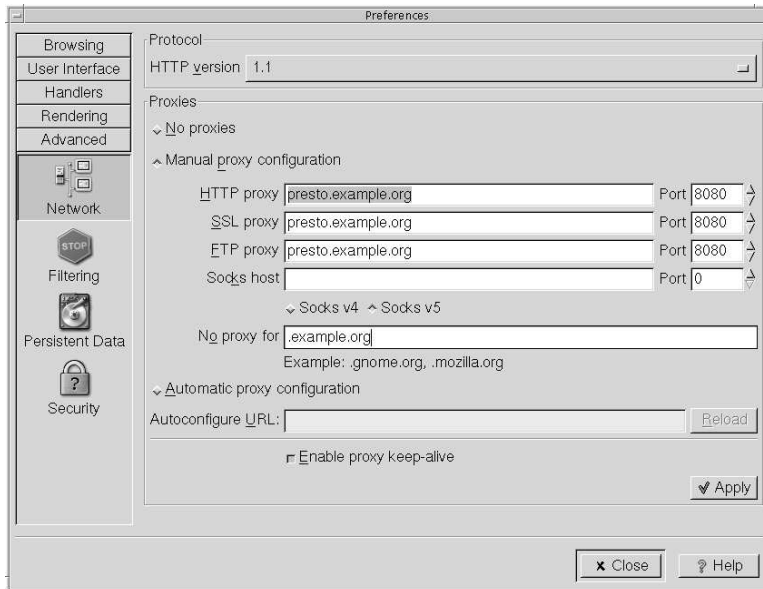 Preferences
Browsing
User Interface
Handlers
Rendering
Advanced
Network
STOP
Filtering
Persistent Data
?
Security
Protocol
HTTP version 1.1
Proxies
No proxies
Manual proxy configuration
HTTP proxy presto.example.org Port 8080
SSL proxy presto.example.org Port 8080
FTP proxy presto.example.org Port 8080
Socks host Port 0
Socks v4 Socks v5
No proxy for .example.org
Example: .gnome.org, .mozilla.org
Automatic proxy configuration
Autoconfigure URL: Reload
Enable proxy keep-alive
Apply
Close ? Help